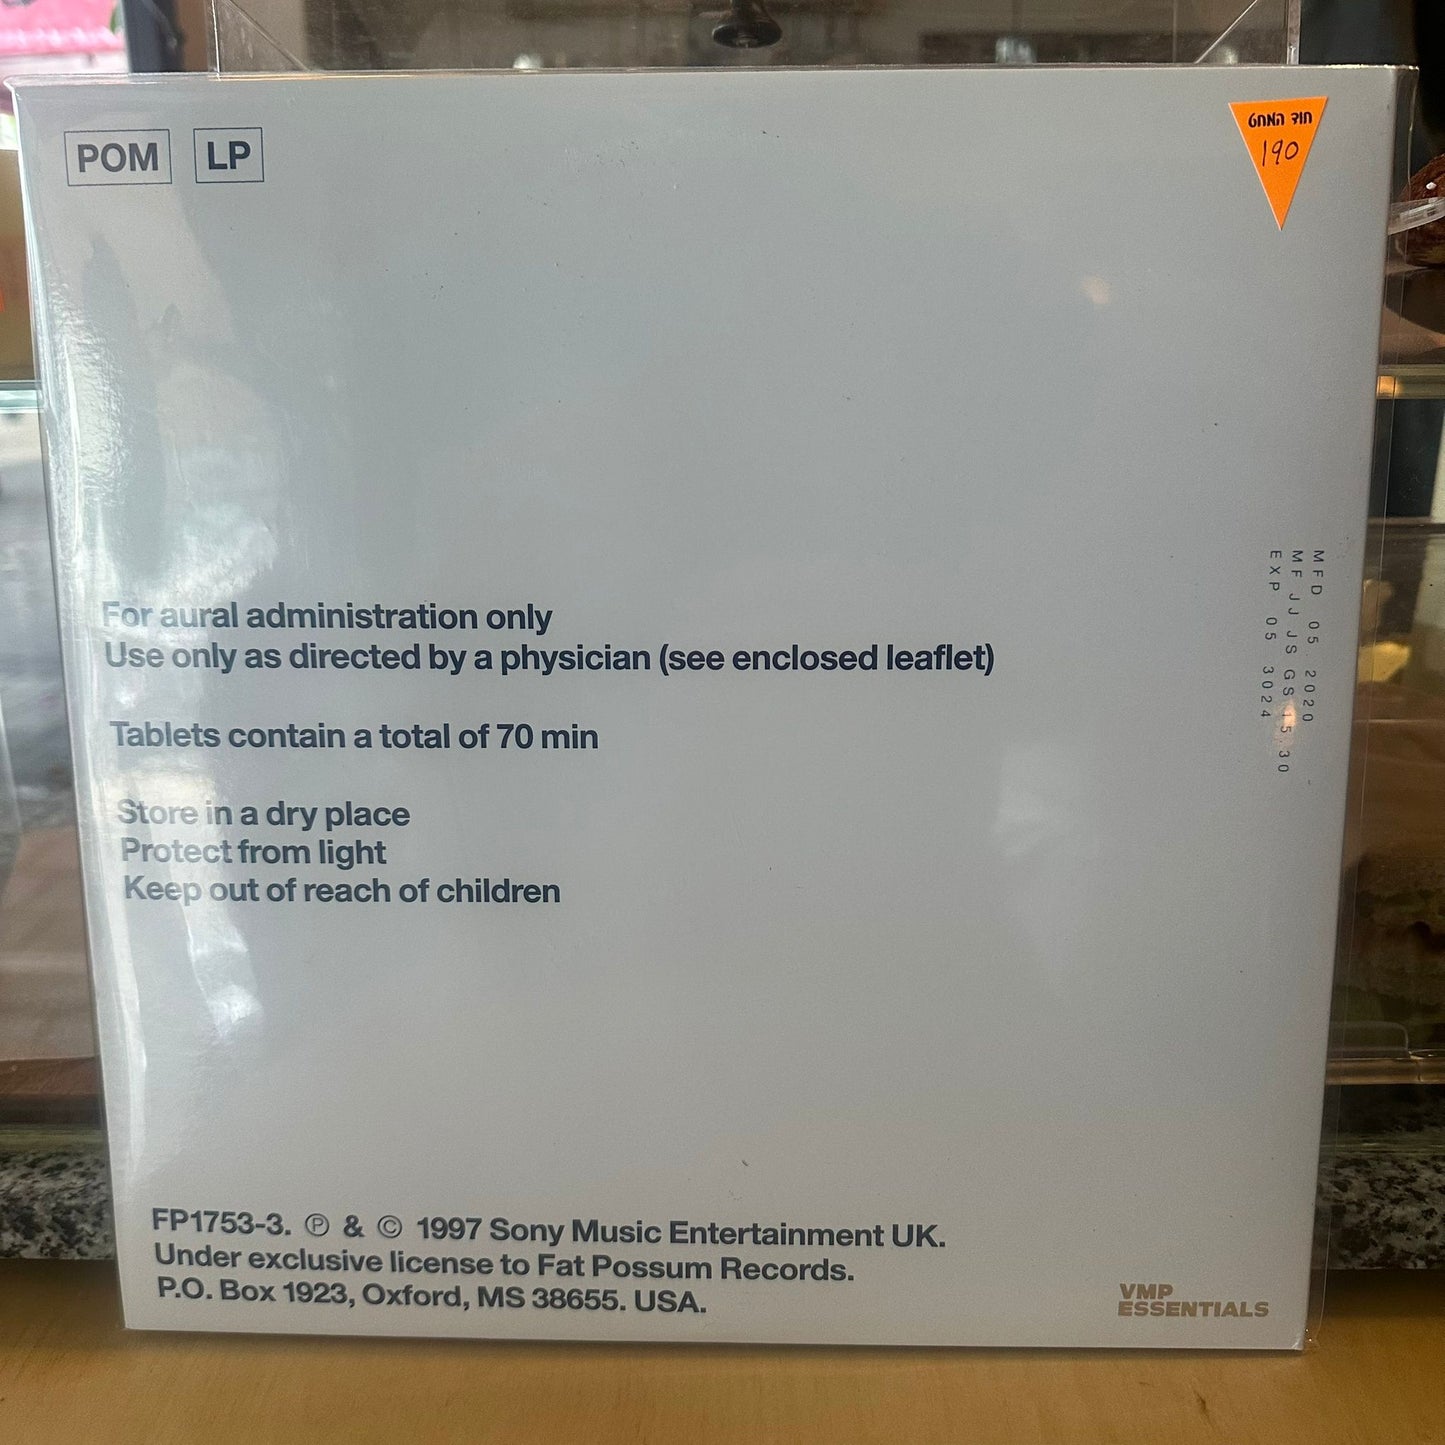 POM LP
חוד המחט
190
MFD 05 2020
MF JJ JS GS 15.30
EXP 05 3024
For aural administration only
Use only as directed by a physician (see enclosed leaflet)
Tablets contain a total of 70 min
Store in a dry place
Protect from light
Keep out of reach of children
FP1753-3. ℗ & © 1997 Sony Music Entertainment UK.
Under exclusive license to Fat Possum Records.
P.O. Box 1923, Oxford, MS 38655. USA.
VMP
ESSENTIALS